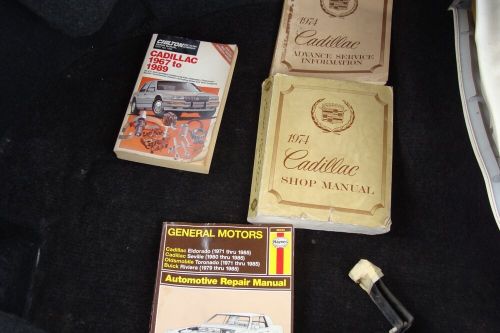 CHILTON
CADILLAC
1967 to
1989
1974
Cadillac
ADVANCE SERVICE
INFORMATION
1974
Cadillac
SHOP MANUAL
GENERAL MOTORS
Cadillac Eldorado (1971 thru 1985)
Cadillac Seville (1980 thru 1985)
Oldsmobile Toronado (1971 thru 1985)
Buick Riviera (1979 thru 1985)
Haynes
Automotive Repair Manual